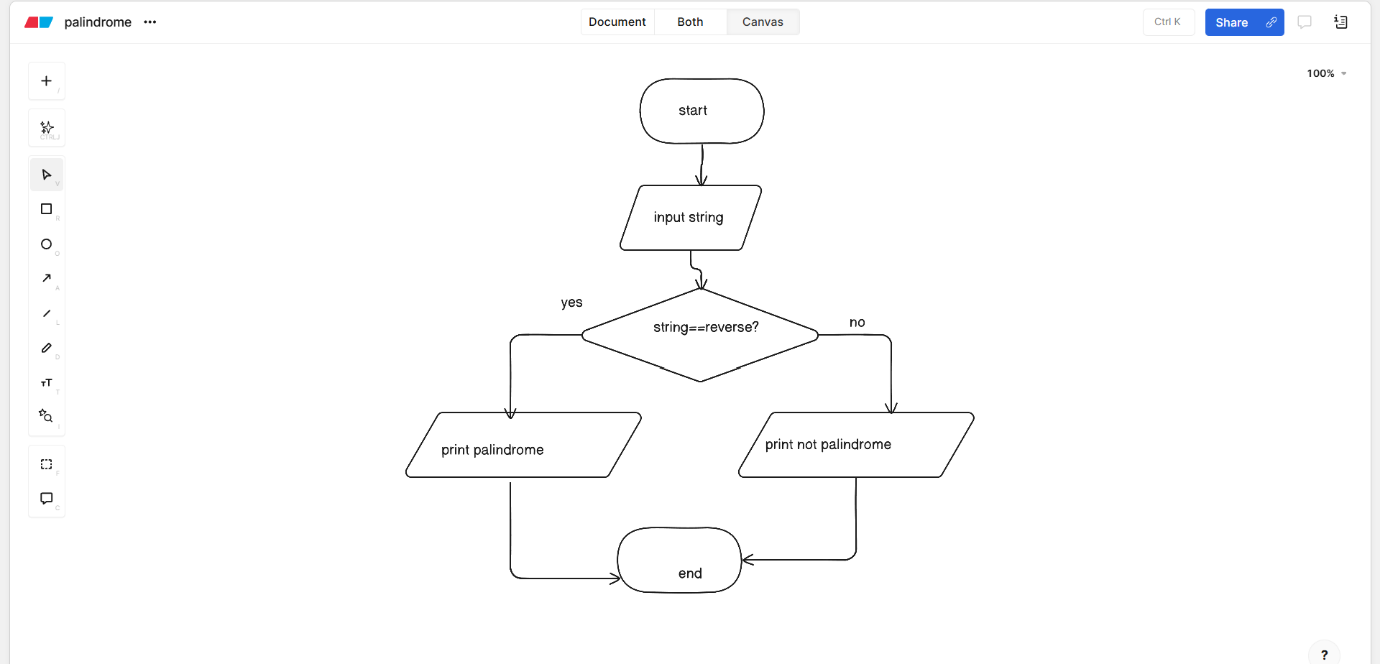 palindrome •••
Document Both Canvas
Ctrl K
Share
100%
start
input string
yes
string==reverse?
no
print palindrome
print not palindrome
end
TT
?